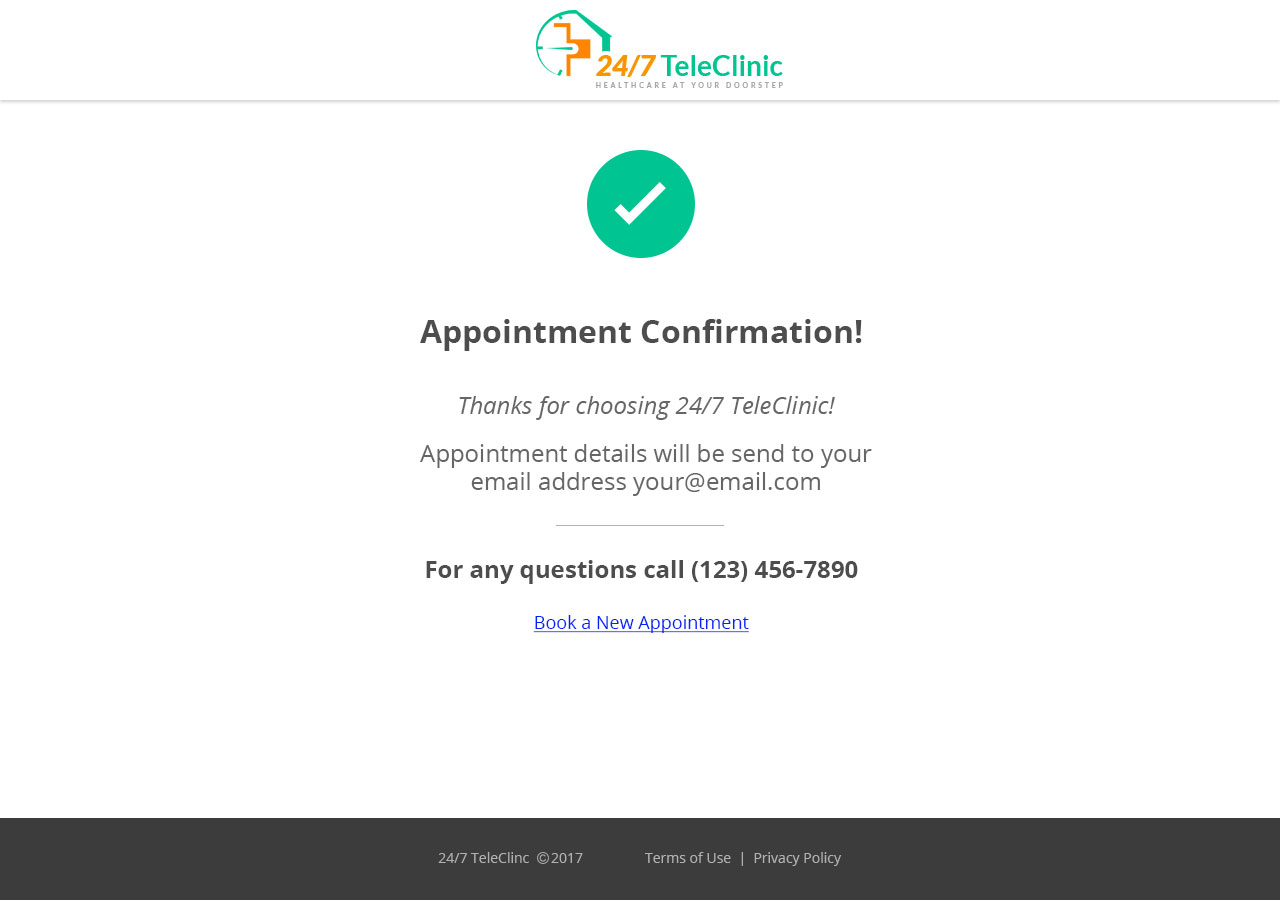 24/7 TeleClinic
HEALTHCARE AT YOUR DOORSTEP
Appointment Confirmation!
Thanks for choosing 24/7 TeleClinic!
Appointment details will be send to your
email address your@email.com
For any questions call (123) 456-7890
Book a New Appointment
24/7 TeleClinc ©2017 Terms of Use | Privacy Policy